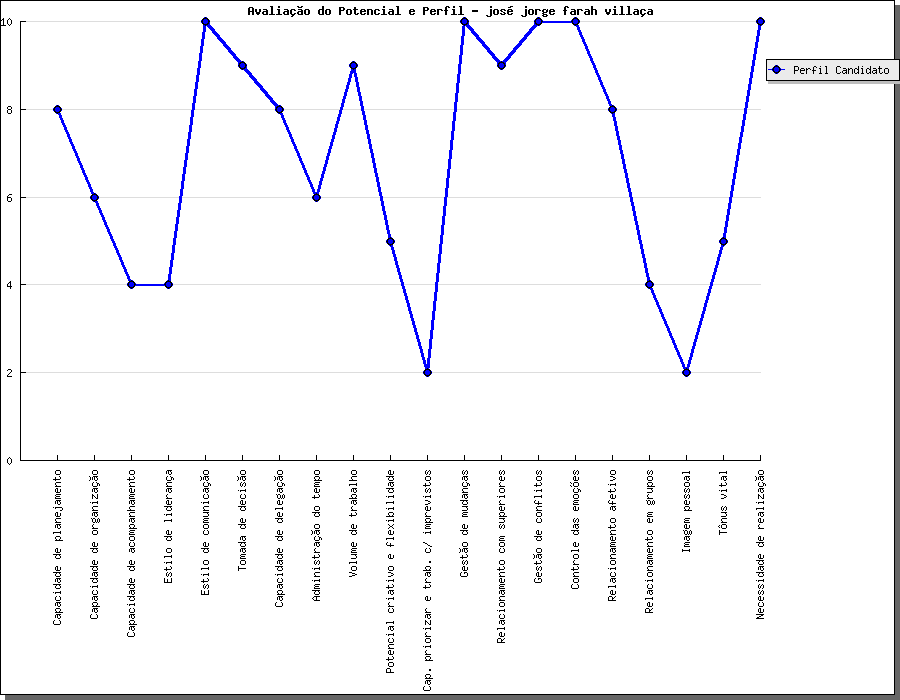 Avaliação do Potencial e Perfil - josé jorge farah villaça
10
8
6
4
2
0
Perfil Candidato
Capacidade de planejamento
Capacidade de organização
Capacidade de acompanhamento
Estilo de liderança
Estilo de comunicação
Tomada de decisão
Capacidade de delegação
Administração do tempo
Volume de trabalho
Potencial criativo e flexibilidade
Cap. priorizar e trab. c/ imprevistos
Gestão de mudanças
Relacionamento com superiores
Gestão de conflitos
Controle das emoções
Relacionamento afetivo
Relacionamento em grupos
Imagem pessoal
Tônus vital
Necessidade de realização